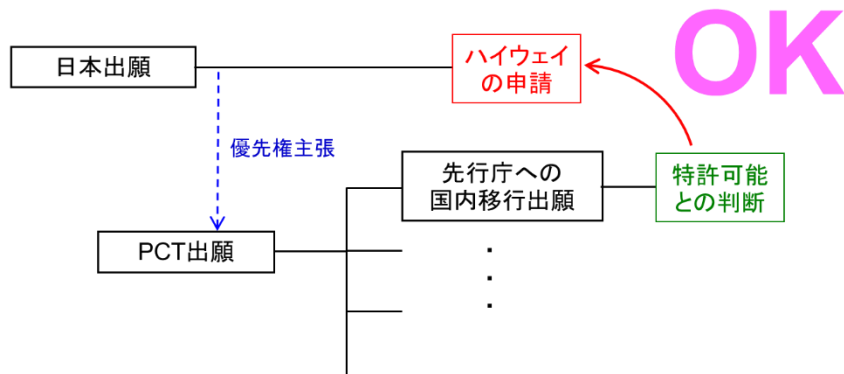 OK
日本出願
ハイウェイ
の申請
優先権主張
先行庁への
国内移行出願
特許可能
との判断
PCT出願